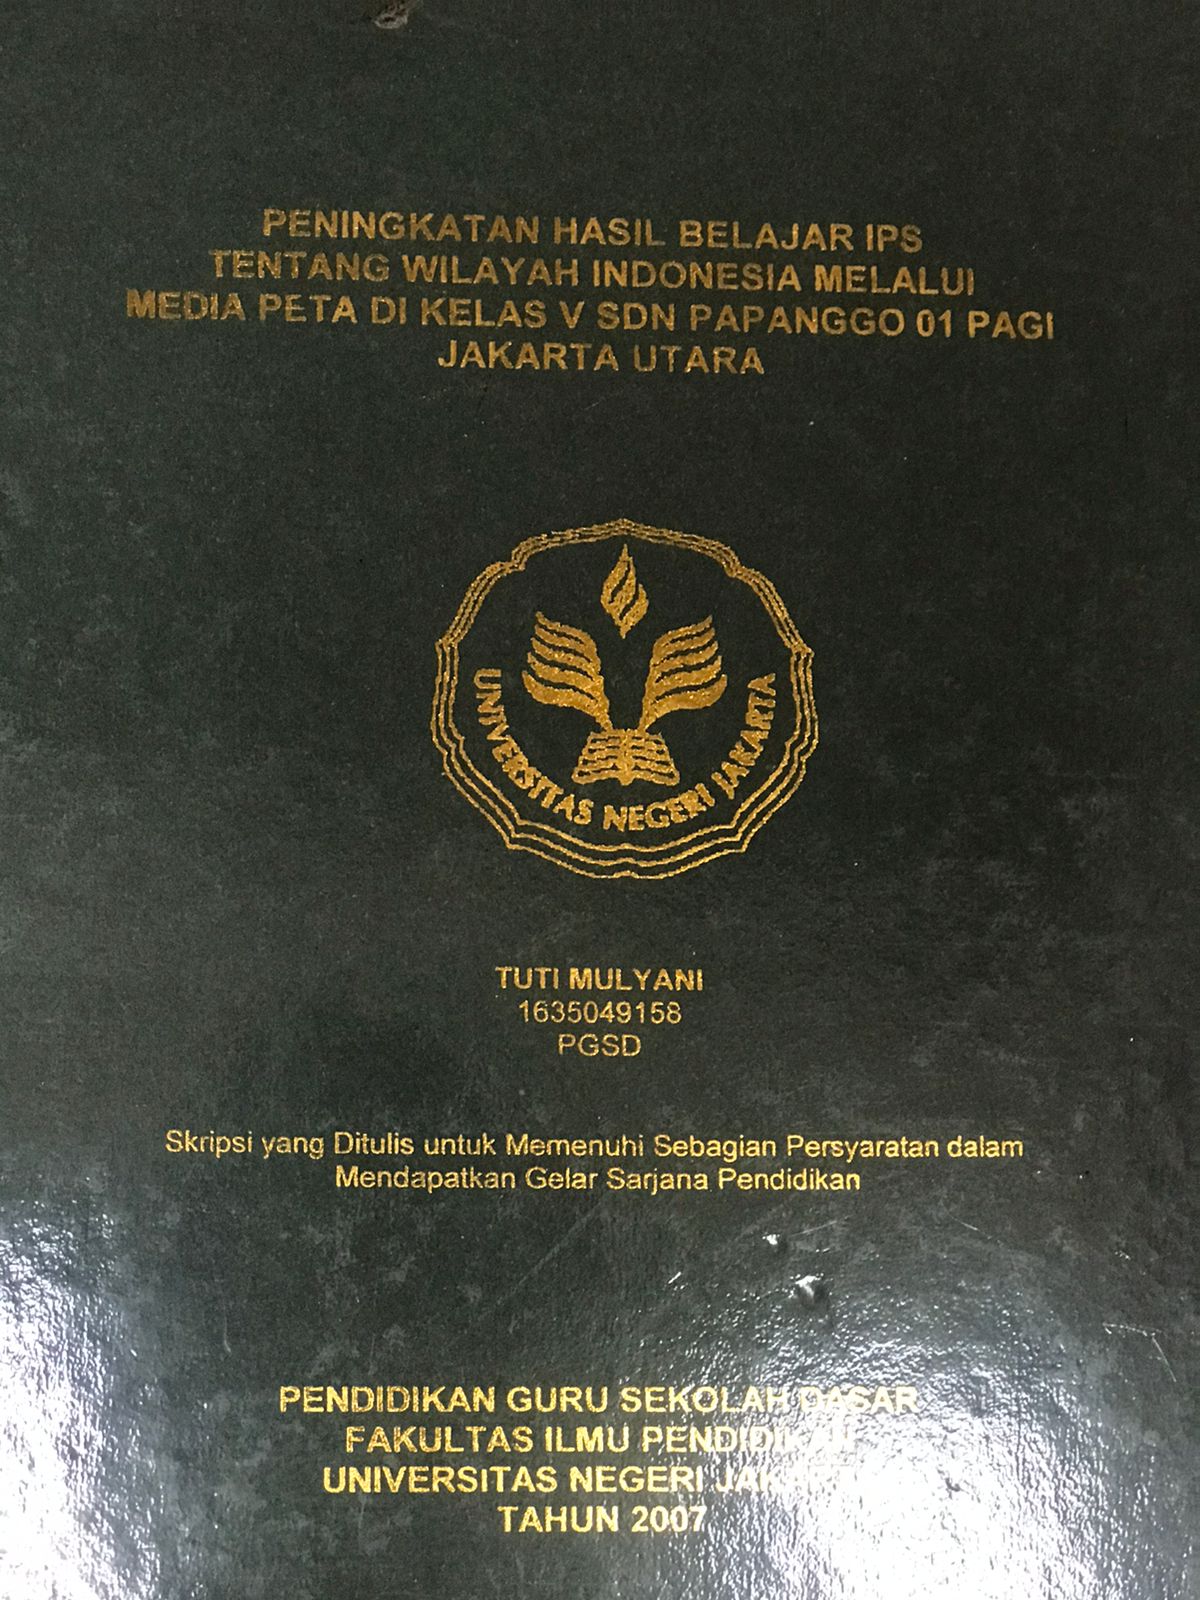 PENINGKATAN HASIL BELAJAR IPS
TENTANG WILAYAH INDONESIA MELALUI
MEDIA PETA DI KELAS V SDN PAPANGGO 01 PAGI
JAKARTA UTARA
UNIVERSITAS NEGERI JAKARTA
TUTI MULYANI
1635049158
PGSD
Skripsi yang Ditulis untuk Memenuhi Sebagian Persyaratan dalam
Mendapatkan Gelar Sarjana Pendidikan
PENDIDIKAN GURU SEKOLAH DASAR
FAKULTAS ILMU PENDIDIKAN
UNIVERSITAS NEGERI JAKARTA
TAHUN 2007